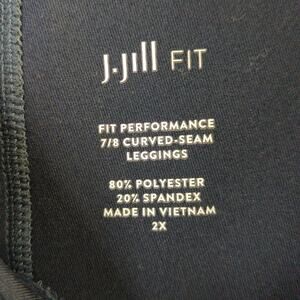 J.Jill FIT
FIT PERFORMANCE
7/8 CURVED-SEAM
LEGGINGS
80% POLYESTER
20% SPANDEX
MADE IN VIETNAM
2X